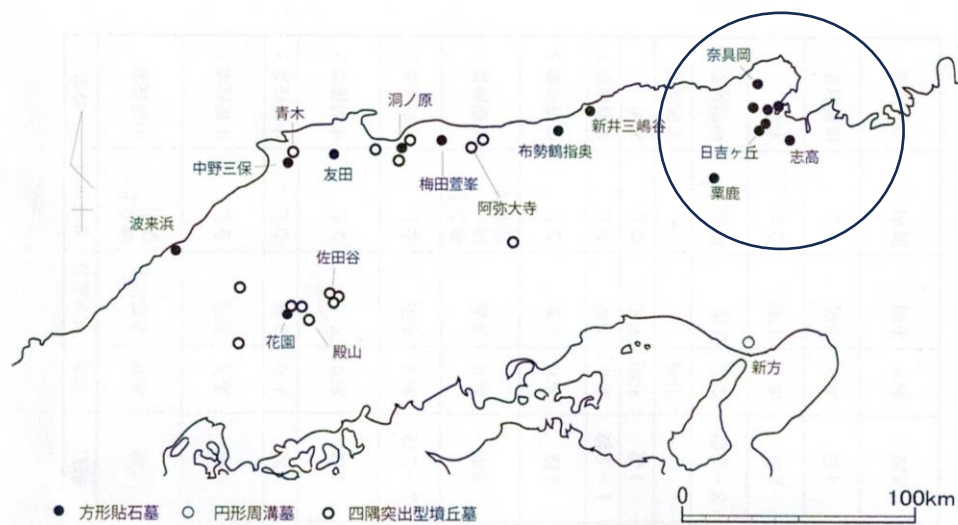 奈具岡
洞ノ原
青木
新井三嶋谷
中野三保
友田
布勢鶴指奥
日吉ヶ丘
志高
梅田萱峯
粟鹿
阿弥大寺
波来浜
佐田谷
花園
殿山
新方
0 100km
● 方形貼石墓 ○ 円形周溝墓 ○ 四隅突出型墳丘墓